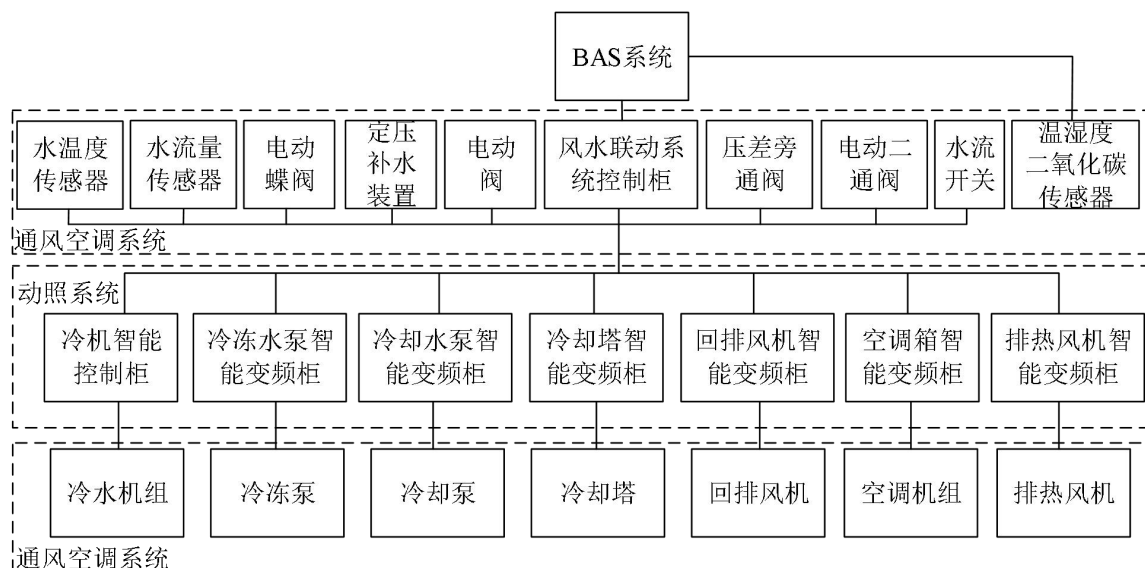 BAS系统
水温度
传感器
水流量
传感器
电动
蝶阀
定压
补水
装置
电动
阀
风水联动系
统控制柜
压差旁
通阀
电动二
通阀
水流
开关
温湿度
二氧化碳
传感器
通风空调系统
动照系统
冷机智能
控制柜
冷冻水泵智
能变频柜
冷却水泵智
能变频柜
冷却塔智
能变频柜
回排风机智
能变频柜
空调箱智
能变频柜
排热风机智
能变频柜
冷水机组
冷冻泵
冷却泵
冷却塔
回排风机
空调机组
排热风机
通风空调系统